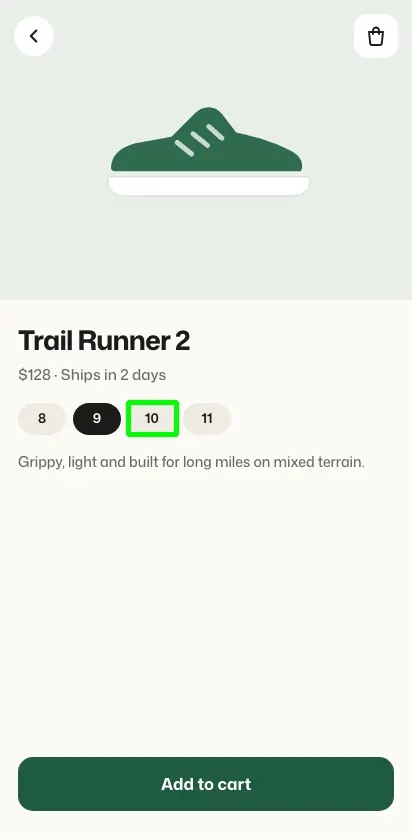 Trail Runner 2
$128 · Ships in 2 days
8 9 10 11
Grippy, light and built for long miles on mixed terrain.
Add to cart